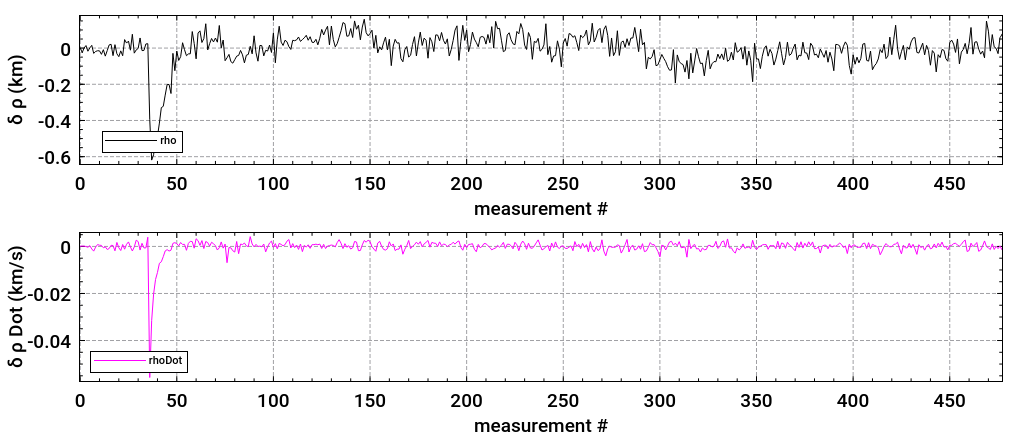 0
-0.2
-0.4
-0.6
δ ρ (km)
rho
0 50 100 150 200 250 300 350 400 450
measurement #
0
-0.02
-0.04
δ ρ Dot (km/s)
rhoDot
0 50 100 150 200 250 300 350 400 450
measurement #